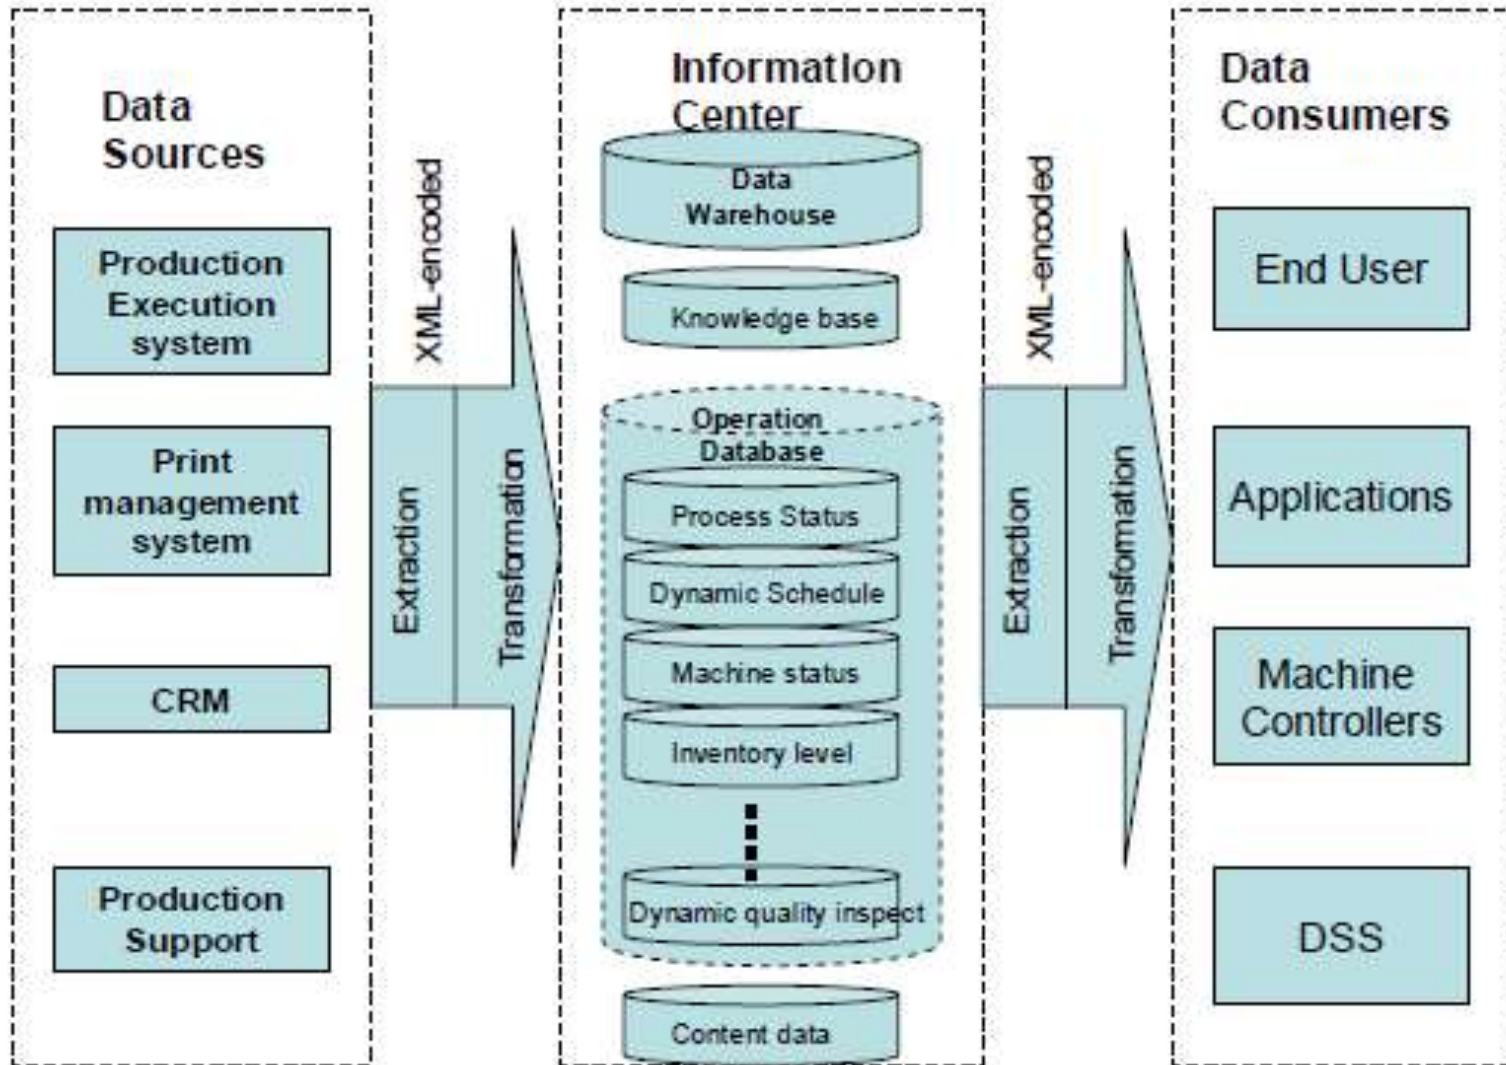 Data
Sources
Production
Execution
system
Print
management
system
CRM
Production
Support
XML-encoded
Extraction
Transformation
Information
Center
Data
Warehouse
Knowledge base
Operation
Database
Process Status
Dynamic Schedule
Machine status
Inventory level
Dynamic quality inspect
Content data
XML-encoded
Extraction
Transformation
Data
Consumers
End User
Applications
Machine
Controllers
DSS